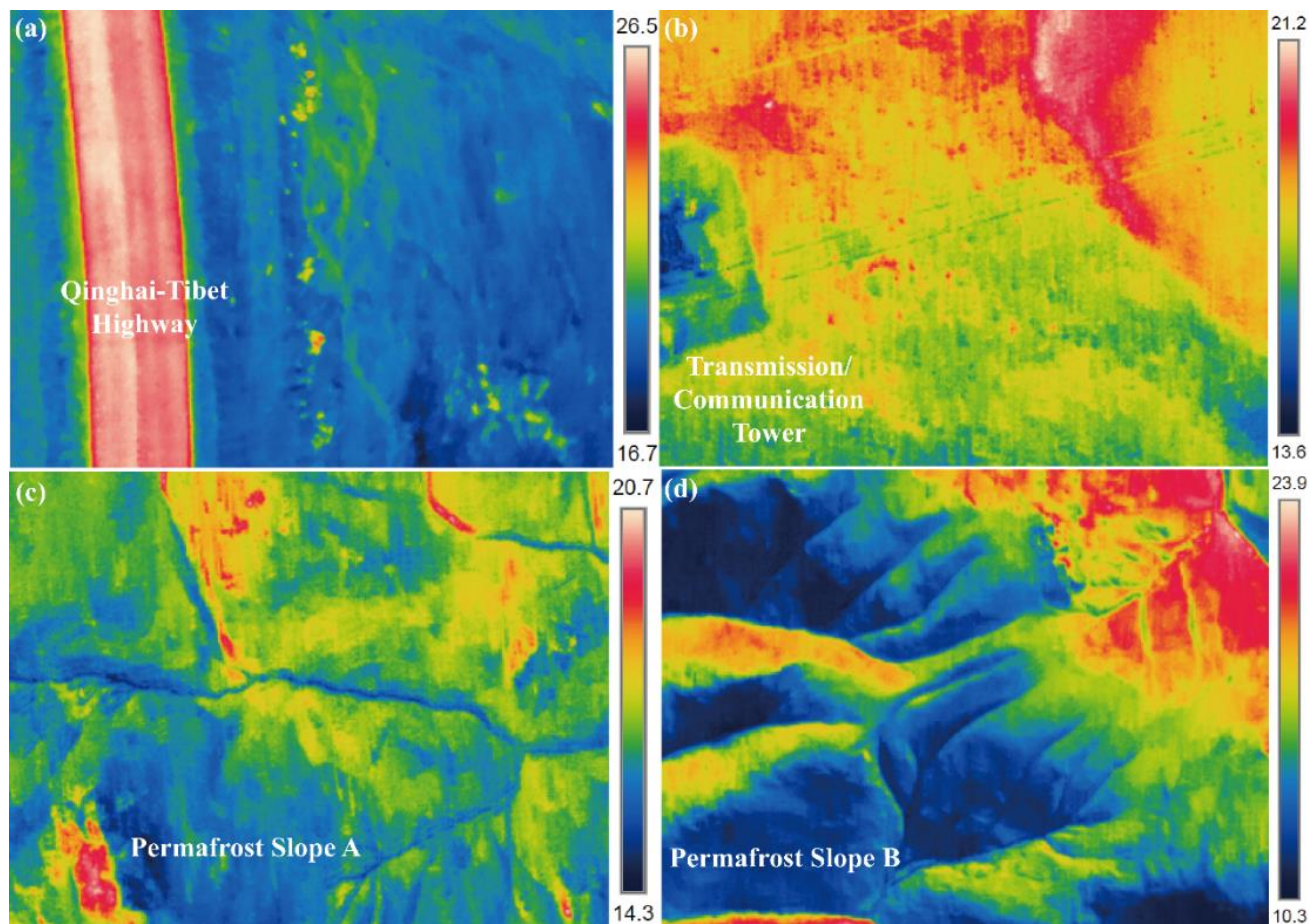 (a)
26.5
Qinghai-Tibet
Highway
16.7
(b)
21.2
Transmission/
Communication
Tower
13.6
(c)
20.7
Permafrost Slope A
14.3
(d)
23.9
Permafrost Slope B
10.3